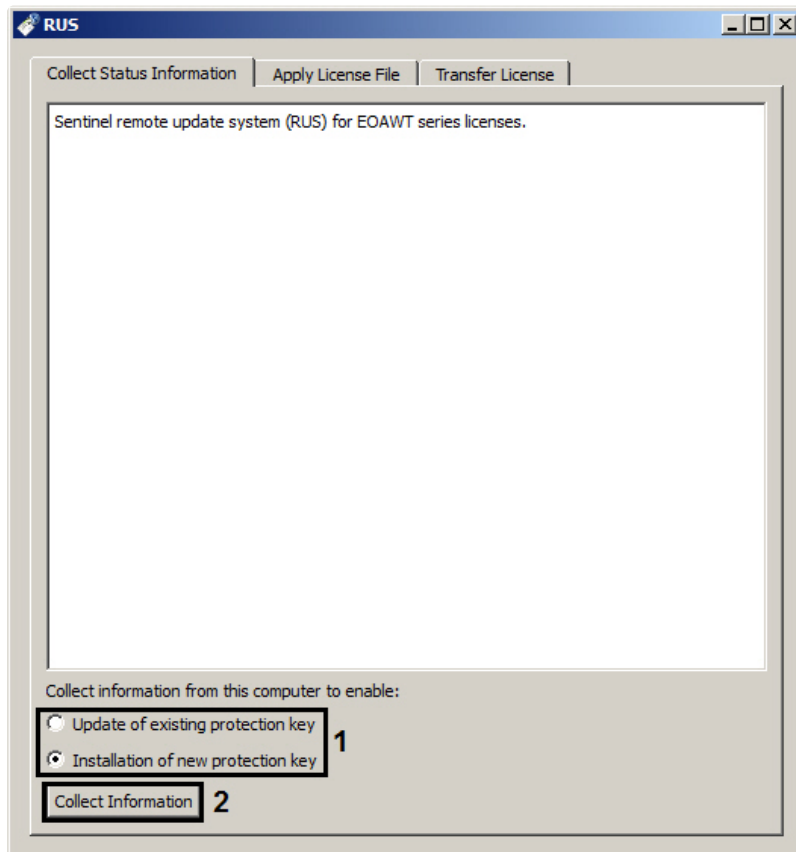 RUS
Collect Status Information
Apply License File
Transfer License
Sentinel remote update system (RUS) for EOAWT series licenses.
Collect information from this computer to enable:
Update of existing protection key
1
Installation of new protection key
Collect Information
2